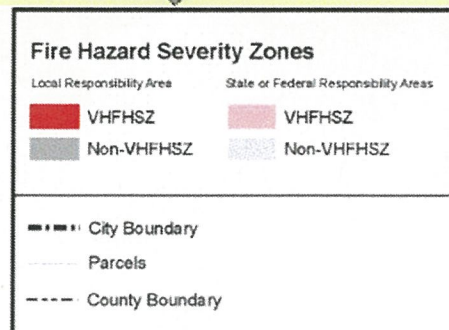 Fire Hazard Severity Zones
Local Responsibility Area State or Federal Responsibility Areas
VHFHSZ VHFHSZ
Non-VHFHSZ Non-VHFHSZ
City Boundary
Parcels
County Boundary